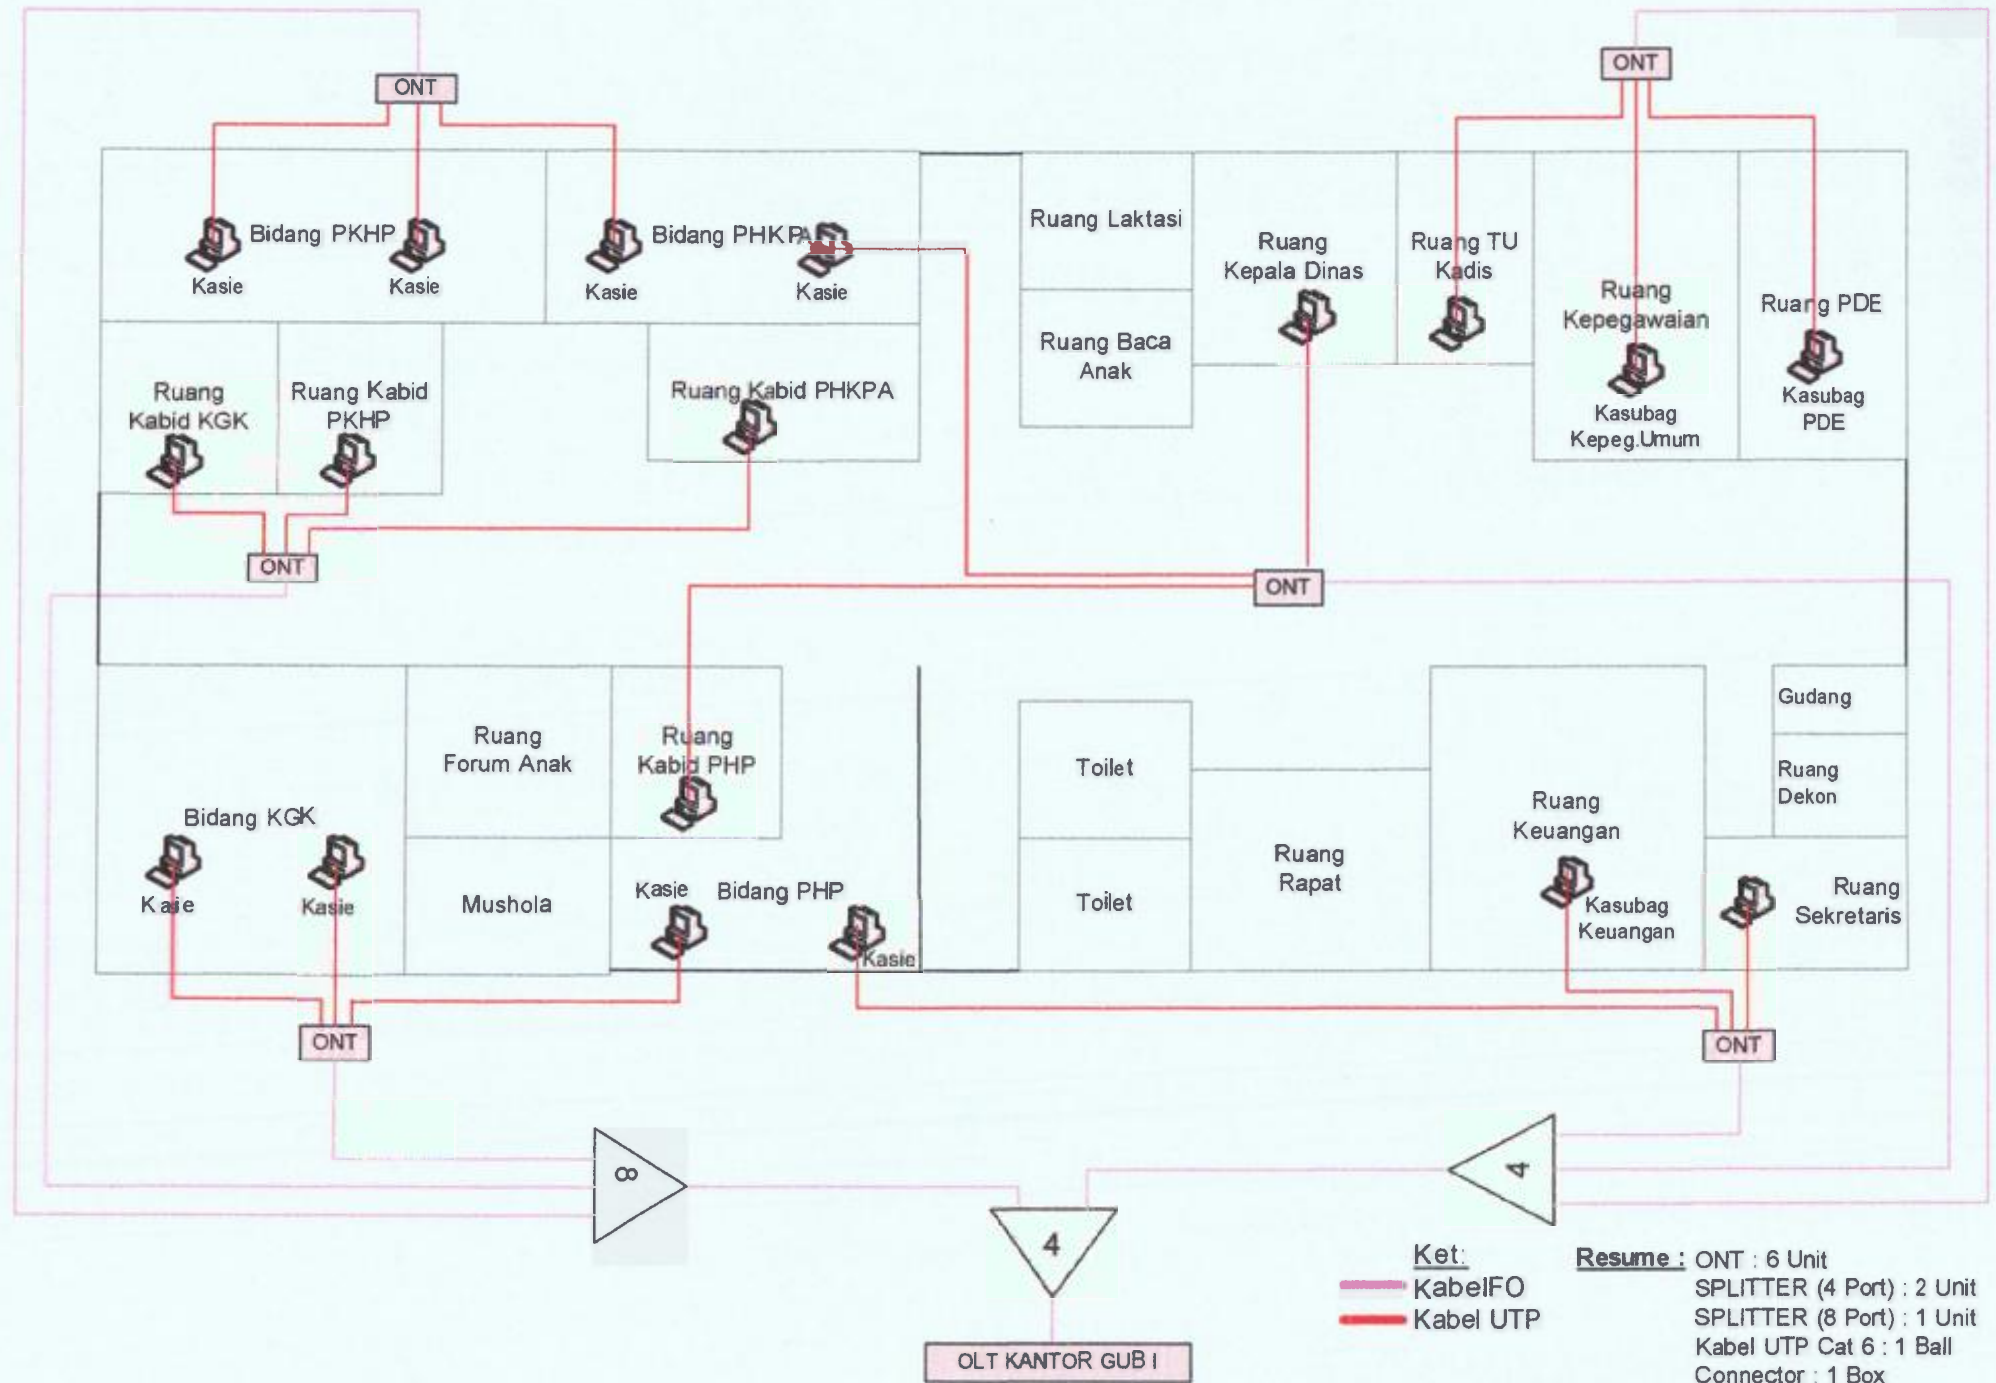 ONT
ONT
Bidang PKHP
Kasie
Kasie
Bidang PHKPA
Kasie
Kasie
Ruang Laktasi
Ruang Baca
Anak
Ruang
Kepala Dinas
Ruang TU
Kadis
Ruang
Kepegawaian
Kasubag
Kepeg.Umum
Ruang PDE
Kasubag
PDE
Ruang
Kabid KGK
Ruang Kabid
PKHP
Ruang Kabid PHKPA
ONT
ONT
Bidang KGK
Kasie
Kasie
Ruang
Forum Anak
Mushola
Ruang
Kabid PHP
Kasie
Bidang PHP
Kasie
Toilet
Toilet
Ruang
Rapat
Ruang
Keuangan
Kasubag
Keuangan
Gudang
Ruang
Dekon
Ruang
Sekretaris
ONT
ONT
8
4
4
OLT KANTOR GUB I
Ket:
KabelFO
Kabel UTP
Resume : ONT : 6 Unit
SPLITTER (4 Port) : 2 Unit
SPLITTER (8 Port) : 1 Unit
Kabel UTP Cat 6 : 1 Ball
Connector : 1 Box